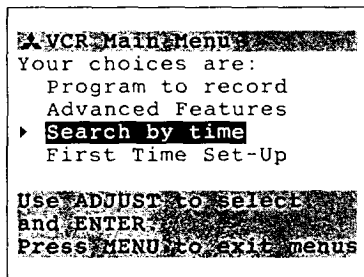 VCR Main Menu
Your choices are:
Program to record
Advanced Features
Search by time
First Time Set-Up
Use ADJUST to select
and ENTER.
Press MENU to exit menus